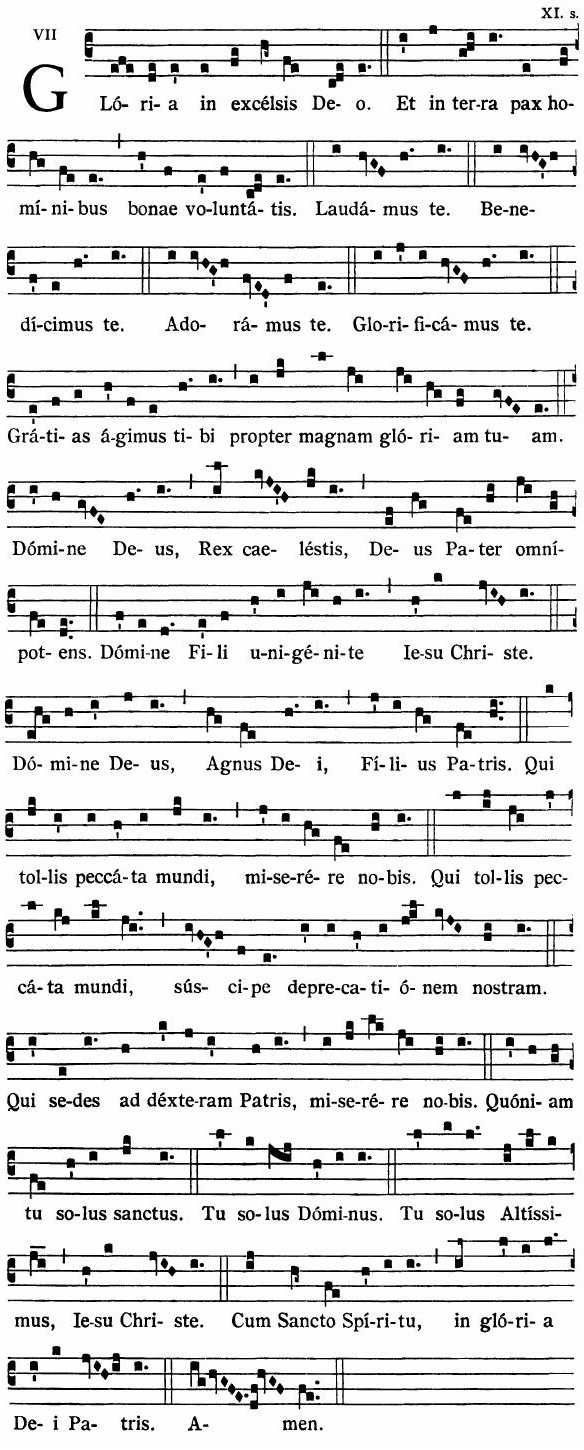 XI. s.
VII
GLó- ri- a in excélsis De- o. Et in ter- ra pax ho-
mí- ni- bus bonae vo- luntá- tis. Laudá- mus te. Be- ne-
dí- cimus te. Ado- rá- mus te. Glo- ri- fi- cá- mus te.
Grá- ti- as á- gimus ti- bi propter magnam gló- ri- am tu- am.
Dómi- ne De- us, Rex cae- léstis, De- us Pa- ter omní-
pot- ens. Dómi- ne Fi- li u- ni- gé- ni- te Ie- su Chri- ste.
Dó- mi- ne De- us, Agnus De- i, Fí- li- us Pa- tris. Qui
tol- lis peccá- ta mundi, mi- se- ré- re no- bis. Qui tol- lis pec-
cá- ta mundi, sús- ci- pe depre- ca- ti- ó- nem nostram.
Qui se- des ad déxte- ram Patris, mi- se- ré- re no- bis. Quóni- am
tu so- lus sanctus. Tu so- lus Dómi- nus. Tu so- lus Altíssi-
mus, Ie- su Chri- ste. Cum Sancto Spí- ri- tu, in gló- ri- a
De- i Pa- tris. A- men.